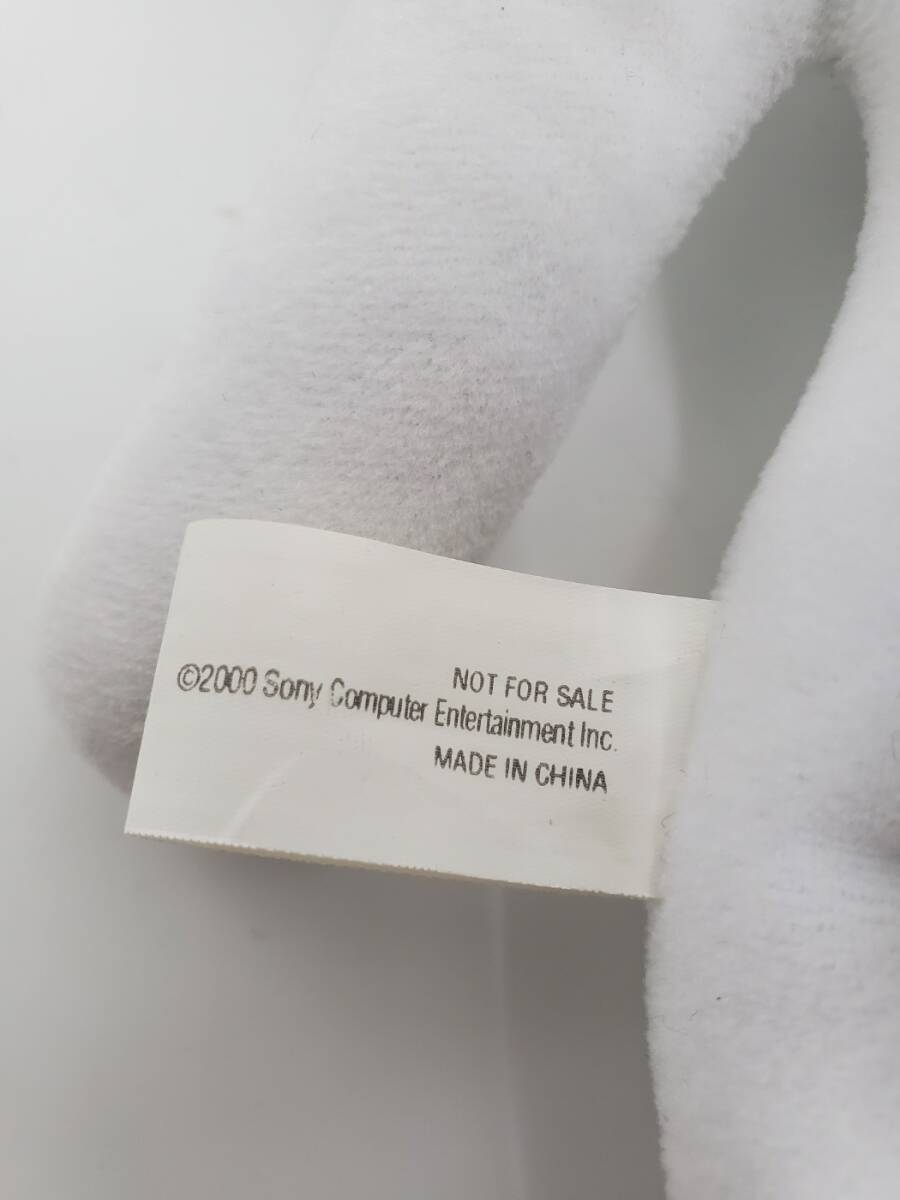 NOT FOR SALE
©2000 Sony Computer Entertainment Inc.
MADE IN CHINA